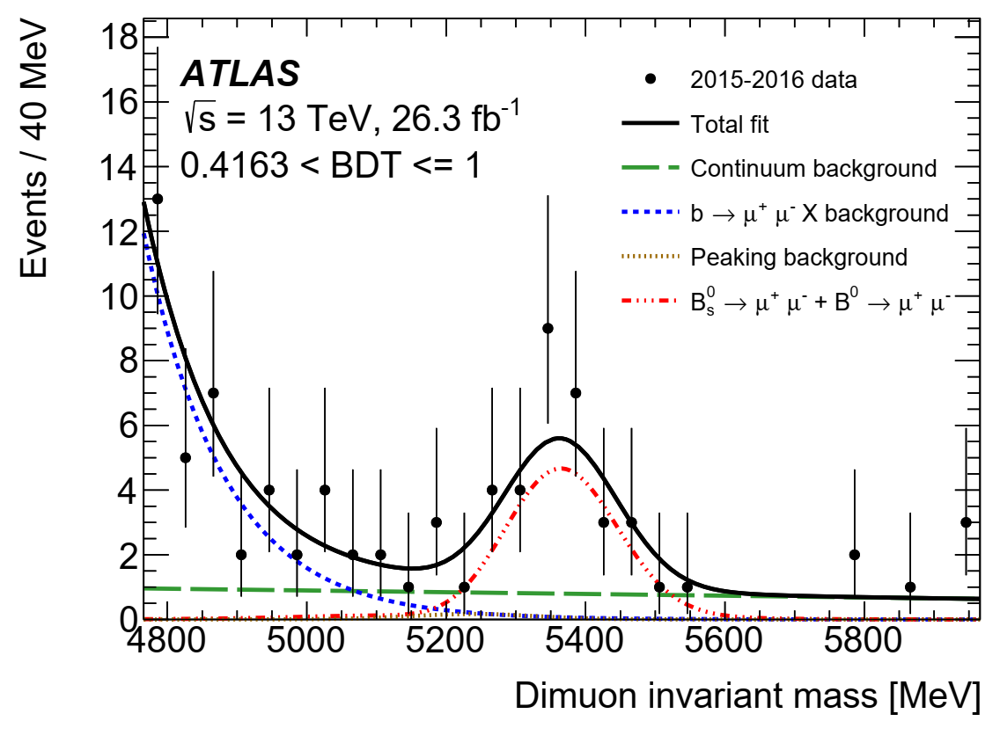 Events / 40 MeV
18
16
14
12
10
8
6
4
2
0
ATLAS
√s = 13 TeV, 26.3 fb⁻¹
0.4163 < BDT <= 1
2015-2016 data
Total fit
Continuum background
b → μ⁺ μ⁻ X background
Peaking background
B⁰ₛ → μ⁺ μ⁻ + B⁰ → μ⁺ μ⁻
4800 5000 5200 5400 5600 5800
Dimuon invariant mass [MeV]